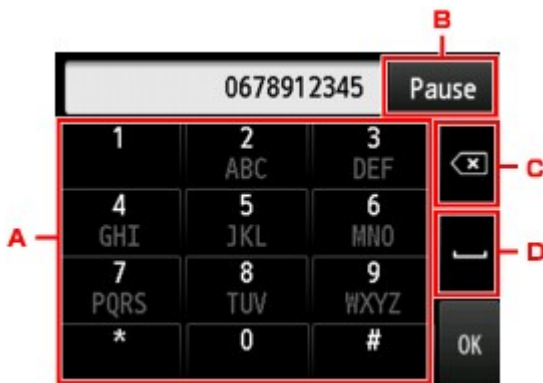 B
0678912345 Pause
1 2 3
ABC DEF
C
4 5 6
A GHI JKL MNO D
7 8 9
PQRS TUV WXYZ
* 0 # OK